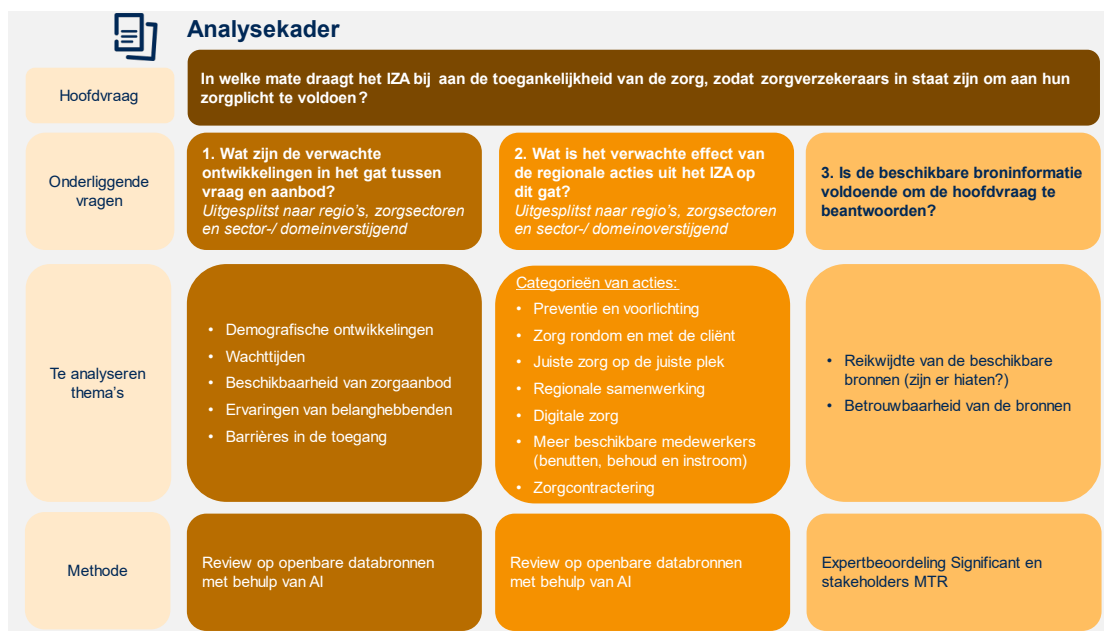 Analysekader
Hoofdvraag
In welke mate draagt het IZA bij aan de toegankelijkheid van de zorg, zodat zorgverzekeraars in staat zijn om aan hun
zorgplicht te voldoen?
Onderliggende
vragen
1. Wat zijn de verwachte
ontwikkelingen in het gat tussen
vraag en aanbod?
Uitgesplitst naar regio's, zorgsectoren
en sector-/ domeinverstijgend
2. Wat is het verwachte effect van
de regionale acties uit het IZA op
dit gat?
Uitgesplitst naar regio's, zorgsectoren
en sector-/ domeinoverstijgend
3. Is de beschikbare broninformatie
voldoende om de hoofdvraag te
beantwoorden?
Te analyseren
thema's
• Demografische ontwikkelingen
• Wachttijden
• Beschikbaarheid van zorgaanbod
• Ervaringen van belanghebbenden
• Barrières in de toegang
Categorieën van acties:
• Preventie en voorlichting
• Zorg rondom en met de cliënt
• Juiste zorg op de juiste plek
• Regionale samenwerking
• Digitale zorg
• Meer beschikbare medewerkers
(benutten, behoud en instroom)
• Zorgcontractering
• Reikwijdte van de beschikbare
bronnen (zijn er hiaten?)
• Betrouwbaarheid van de bronnen
Methode
Review op openbare databronnen
met behulp van AI
Review op openbare databronnen
met behulp van AI
Expertbeoordeling Significant en
stakeholders MTR